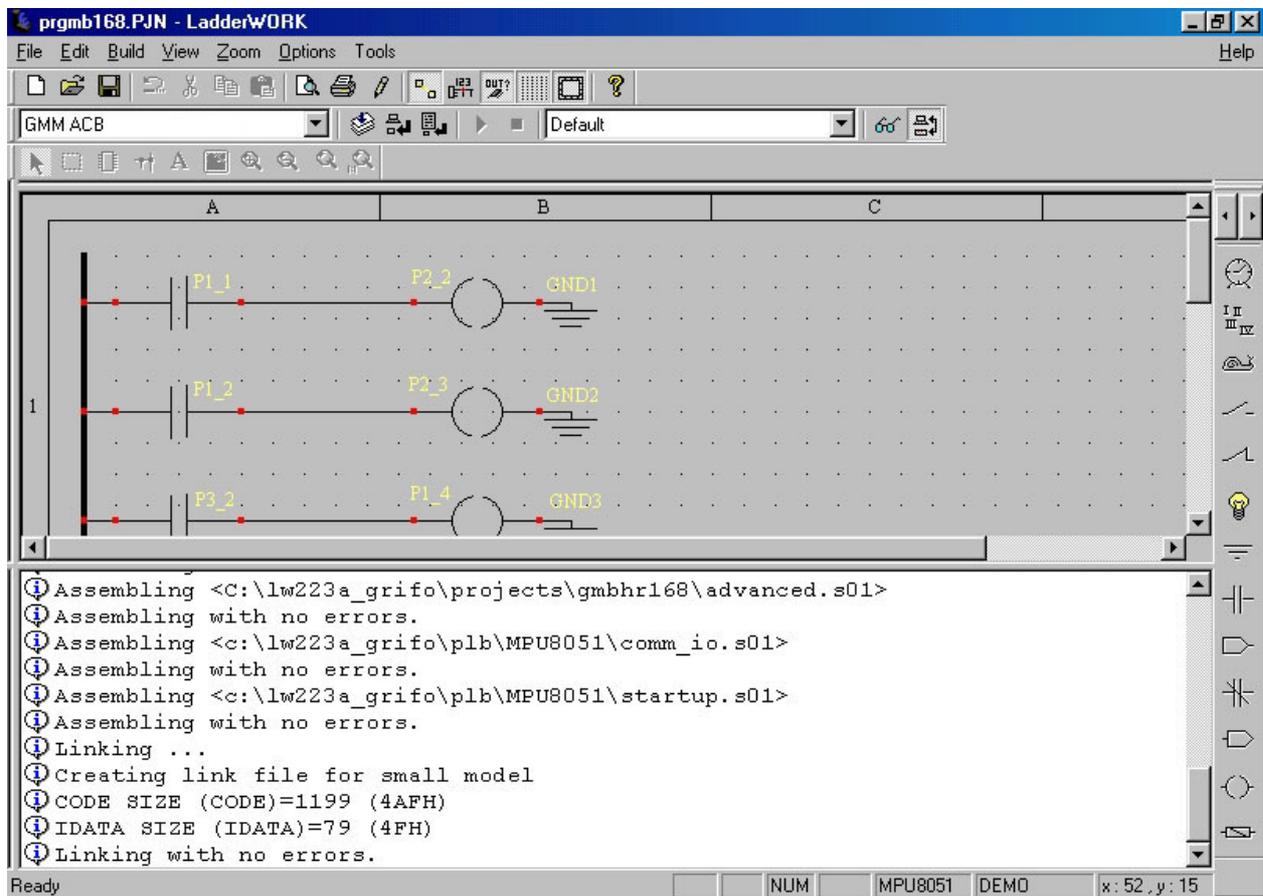 prgmb168.PJN - LadderWORK
File Edit Build View Zoom Options Tools Help
GMM ACB Default
A B C
P1_1 P2_2 GND1
P1_2 P2_3 GND2
1
P3_2 P1_4 GND3
Assembling <C:\lw223a_grifo\projects\gmbhr168\advanced.s01>
Assembling with no errors.
Assembling <c:\lw223a_grifo\plb\MPU8051\comm_io.s01>
Assembling with no errors.
Assembling <c:\lw223a_grifo\plb\MPU8051\startup.s01>
Assembling with no errors.
Linking ...
Creating link file for small model
CODE SIZE (CODE)=1199 (4AFH)
IDATA SIZE (IDATA)=79 (4FH)
Linking with no errors.
Ready NUM MPU8051 DEMO x: 52 , y: 15